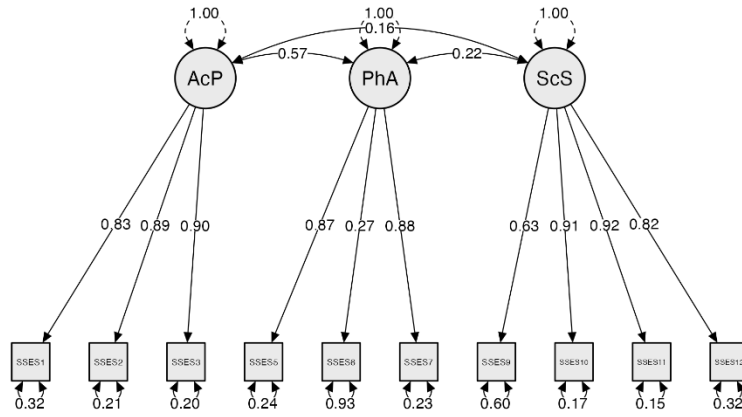 1.00 1.00 1.00
0.16
0.57 0.22
AcP PhA ScS
0.83 0.89 0.90 0.87 0.27 0.88 0.63 0.91 0.92 0.82
SSES1 SSES2 SSES3 SSES5 SSES6 SSES7 SSES9 SSES10 SSES11 SSES12
0.32 0.21 0.20 0.24 0.93 0.23 0.60 0.17 0.15 0.32